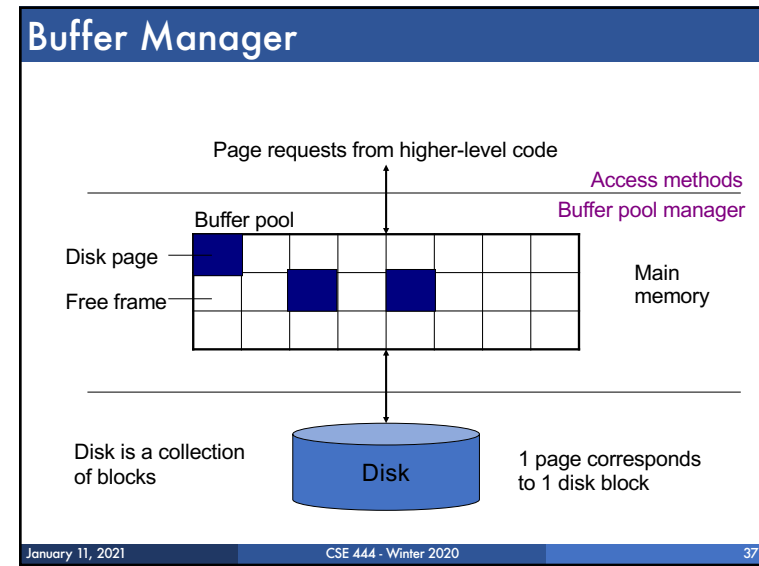 Buffer Manager
Page requests from higher-level code
Access methods
Buffer pool manager
Buffer pool
Disk page
Free frame
Main
memory
Disk is a collection
of blocks
Disk
1 page corresponds
to 1 disk block
January 11, 2021
CSE 444 - Winter 2020
37